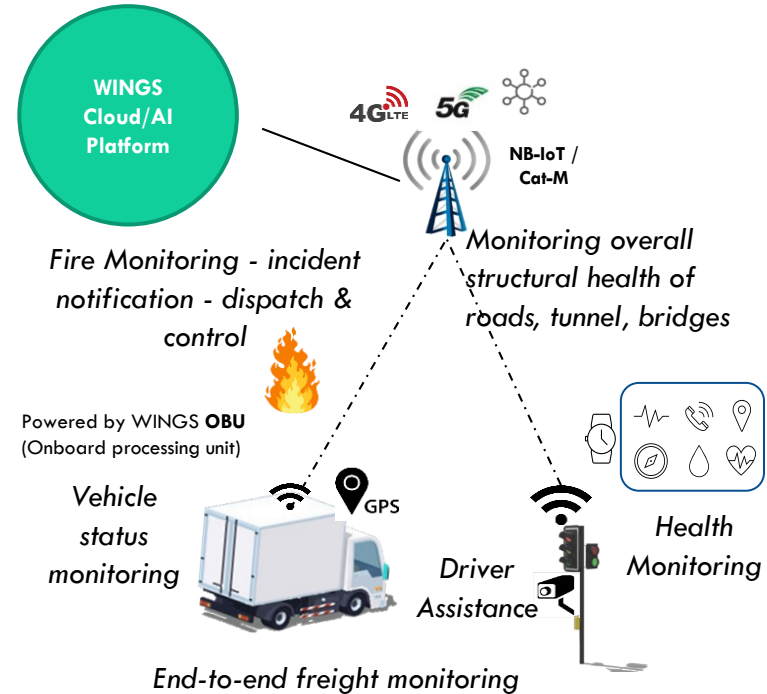 WINGS
Cloud/AI
Platform
4G LTE
5G
NB-IoT /
Cat-M
Fire Monitoring - incident
notification - dispatch &
control
Monitoring overall
structural health of
roads, tunnel, bridges
Powered by WINGS OBU
(Onboard processing unit)
Vehicle
status
monitoring
GPS
Driver
Assistance
Health
Monitoring
End-to-end freight monitoring